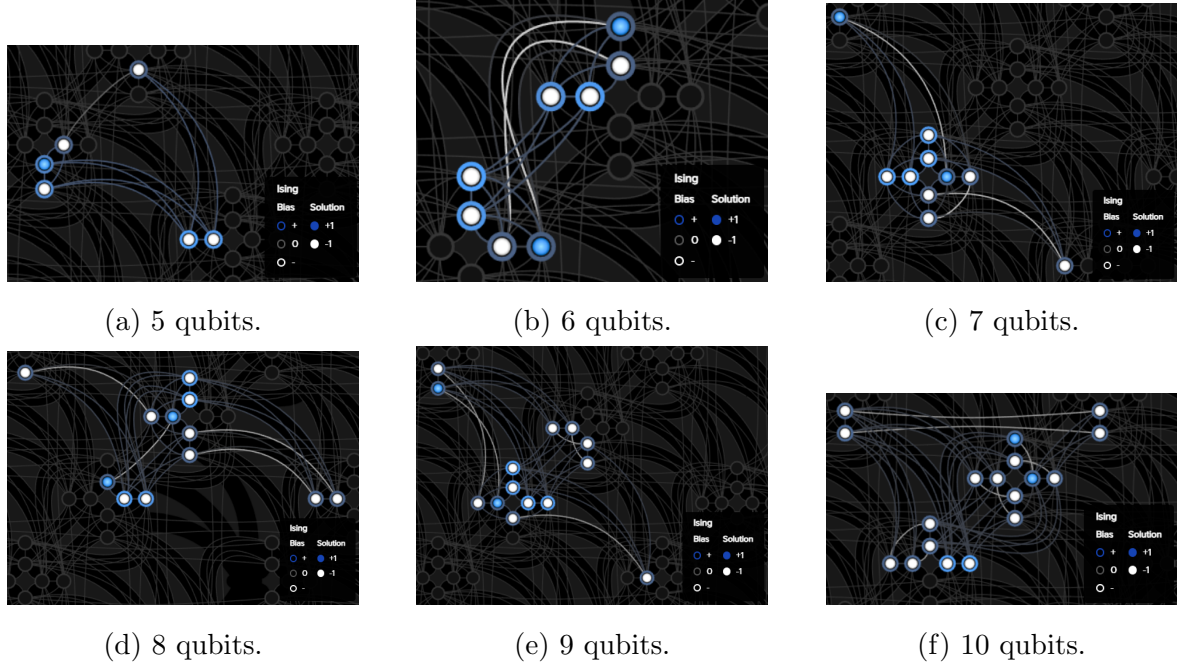 Ising
Bias Solution
+ +1
0 -1
-
Ising
Bias Solution
+ +1
0 -1
-
Ising
Bias Solution
+ +1
0 -1
-
(a) 5 qubits.
(b) 6 qubits.
(c) 7 qubits.
Ising
Bias Solution
+ +1
0 -1
-
Ising
Bias Solution
+ +1
0 -1
-
Ising
Bias Solution
+ +1
0 -1
-
(d) 8 qubits.
(e) 9 qubits.
(f) 10 qubits.